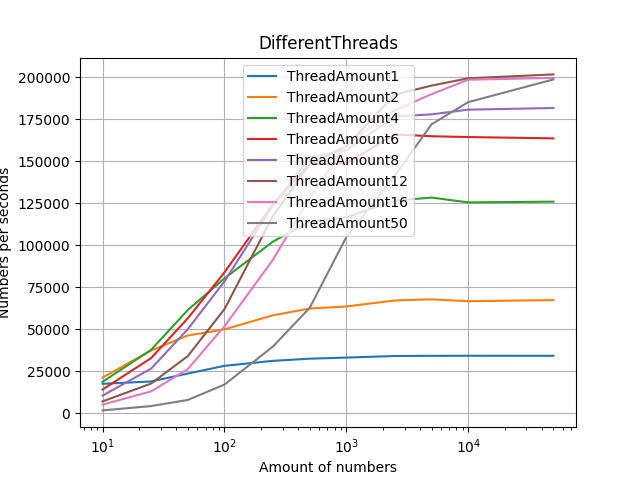 DifferentThreads
Numbers per seconds
200000
175000
150000
125000
100000
75000
50000
25000
0
ThreadAmount1
ThreadAmount2
ThreadAmount4
ThreadAmount6
ThreadAmount8
ThreadAmount12
ThreadAmount16
ThreadAmount50
10¹
10²
10³
10⁴
Amount of numbers